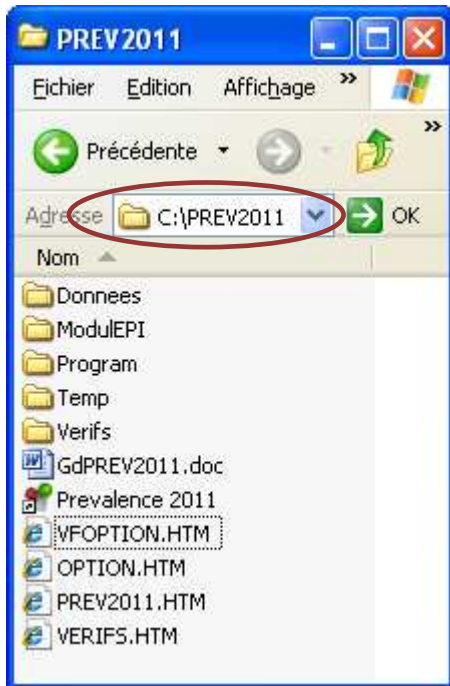 PREV2011
Fichier Edition Affichage »
Précédente »
Adresse C:\PREV2011 OK
Nom
Donnees
ModulEPI
Program
Temp
Verifs
GdPREV2011.doc
Prevalence 2011
VFOPTION.HTM
OPTION.HTM
PREV2011.HTM
VERIFS.HTM